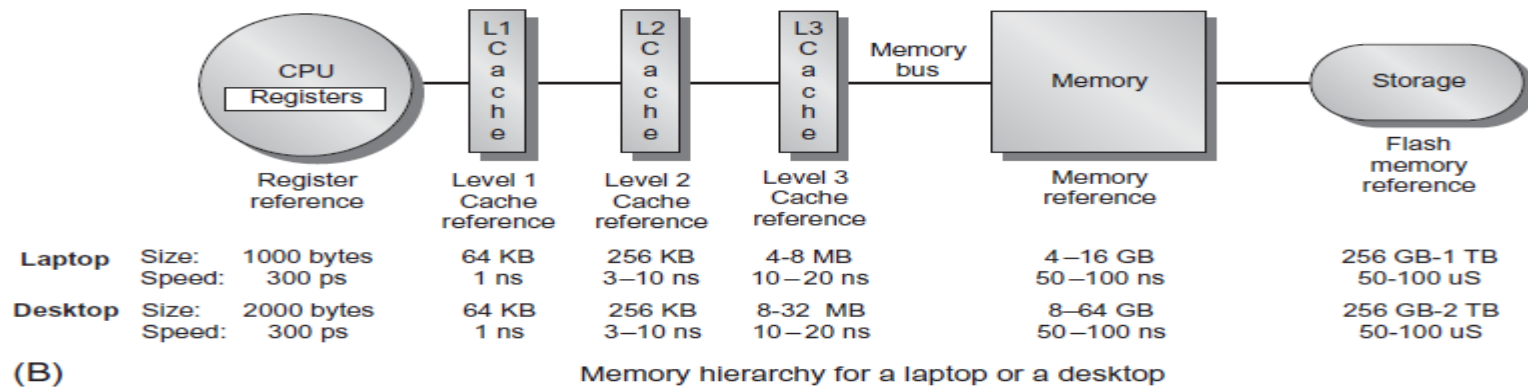 CPU
Registers
L1
C
a
c
h
e
L2
C
a
c
h
e
L3
C
a
c
h
e
Memory
bus
Memory
Storage
Register
reference
Level 1
Cache
reference
Level 2
Cache
reference
Level 3
Cache
reference
Memory
reference
Flash
memory
reference
Laptop Size: 1000 bytes 64 KB 256 KB 4-8 MB 4–16 GB 256 GB-1 TB
Speed: 300 ps 1 ns 3–10 ns 10–20 ns 50–100 ns 50-100 uS
Desktop Size: 2000 bytes 64 KB 256 KB 8-32 MB 8–64 GB 256 GB-2 TB
Speed: 300 ps 1 ns 3–10 ns 10–20 ns 50–100 ns 50-100 uS
(B) Memory hierarchy for a laptop or a desktop